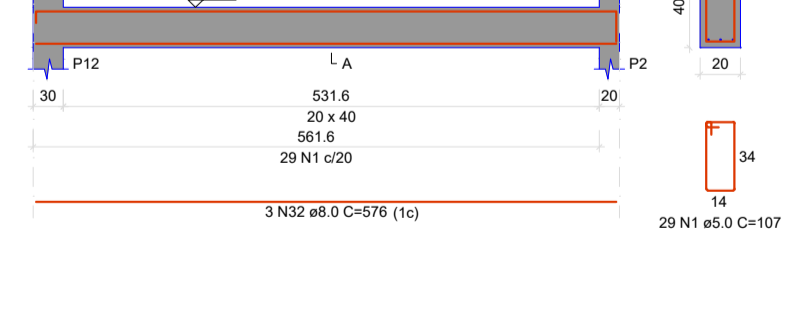 40
P12
A
P2
20
30
531.6
20
20 x 40
561.6
29 N1 c/20
34
14
3 N32 ø8.0 C=576 (1c)
29 N1 ø5.0 C=107